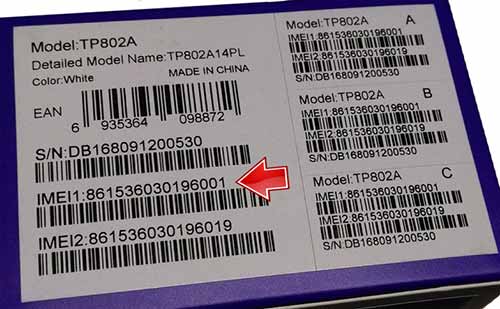 Model:TP802A
Detailed Model Name:TP802A14PL
Color:White
MADE IN CHINA
EAN
6 935364 098872
S/N:DB168091200530
IMEI1:861536030196001
IMEI2:861536030196019
Model:TP802A A
IMEI1:861536030196001
IMEI2:861536030196019
S/N:DB168091200530
Model:TP802A B
IMEI1:861536030196001
IMEI2:861536030196019
S/N:DB168091200530
Model:TP802A C
IMEI1:861536030196001
IMEI2:861536030196019
S/N:DB168091200530